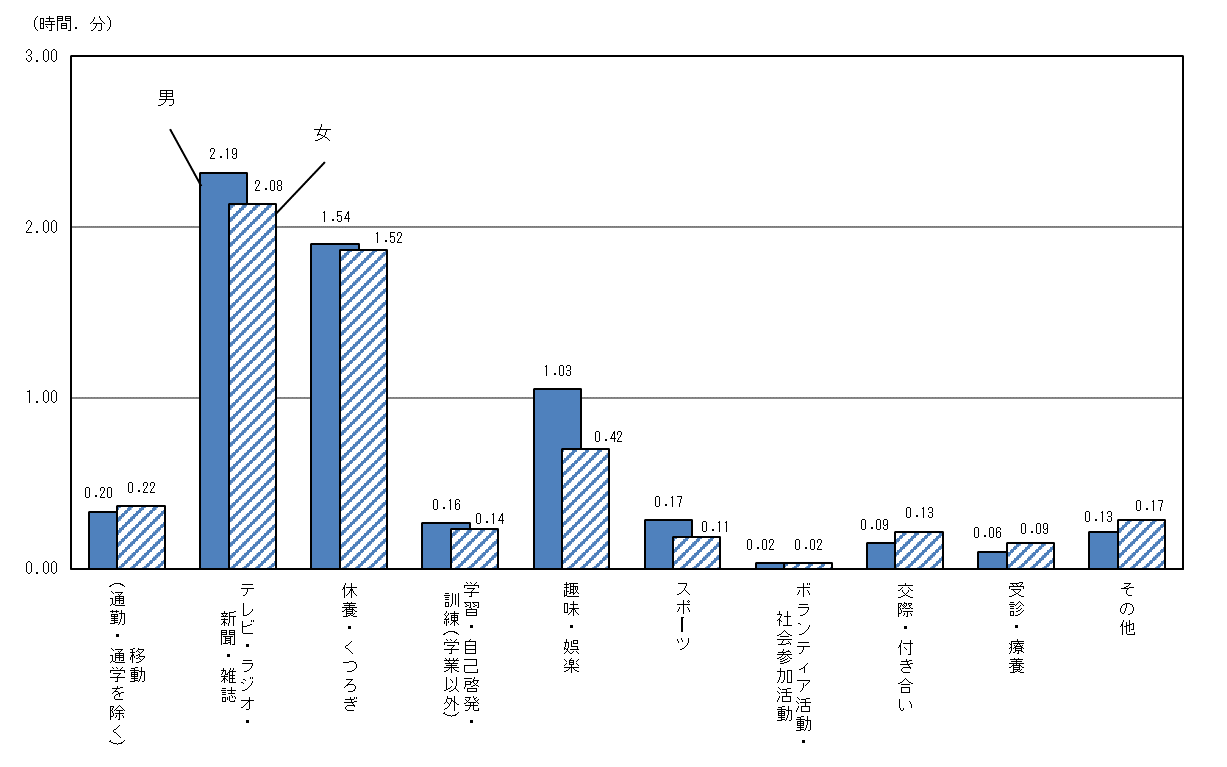 （時間．分）
3.00
2.00
1.00
0.00
男
女
2.19
2.08
1.54
1.52
1.03
0.42
0.20
0.22
0.16
0.14
0.17
0.11
0.02
0.02
0.09
0.13
0.06
0.09
0.13
0.17
移動
（通勤・通学を除く）
テレビ・ラジオ・
新聞・雑誌
休養・くつろぎ
学習・自己啓発・
訓練（学業以外）
趣味・娯楽
スポーツ
ボランティア活動・
社会参加活動
交際・付き合い
受診・療養
その他